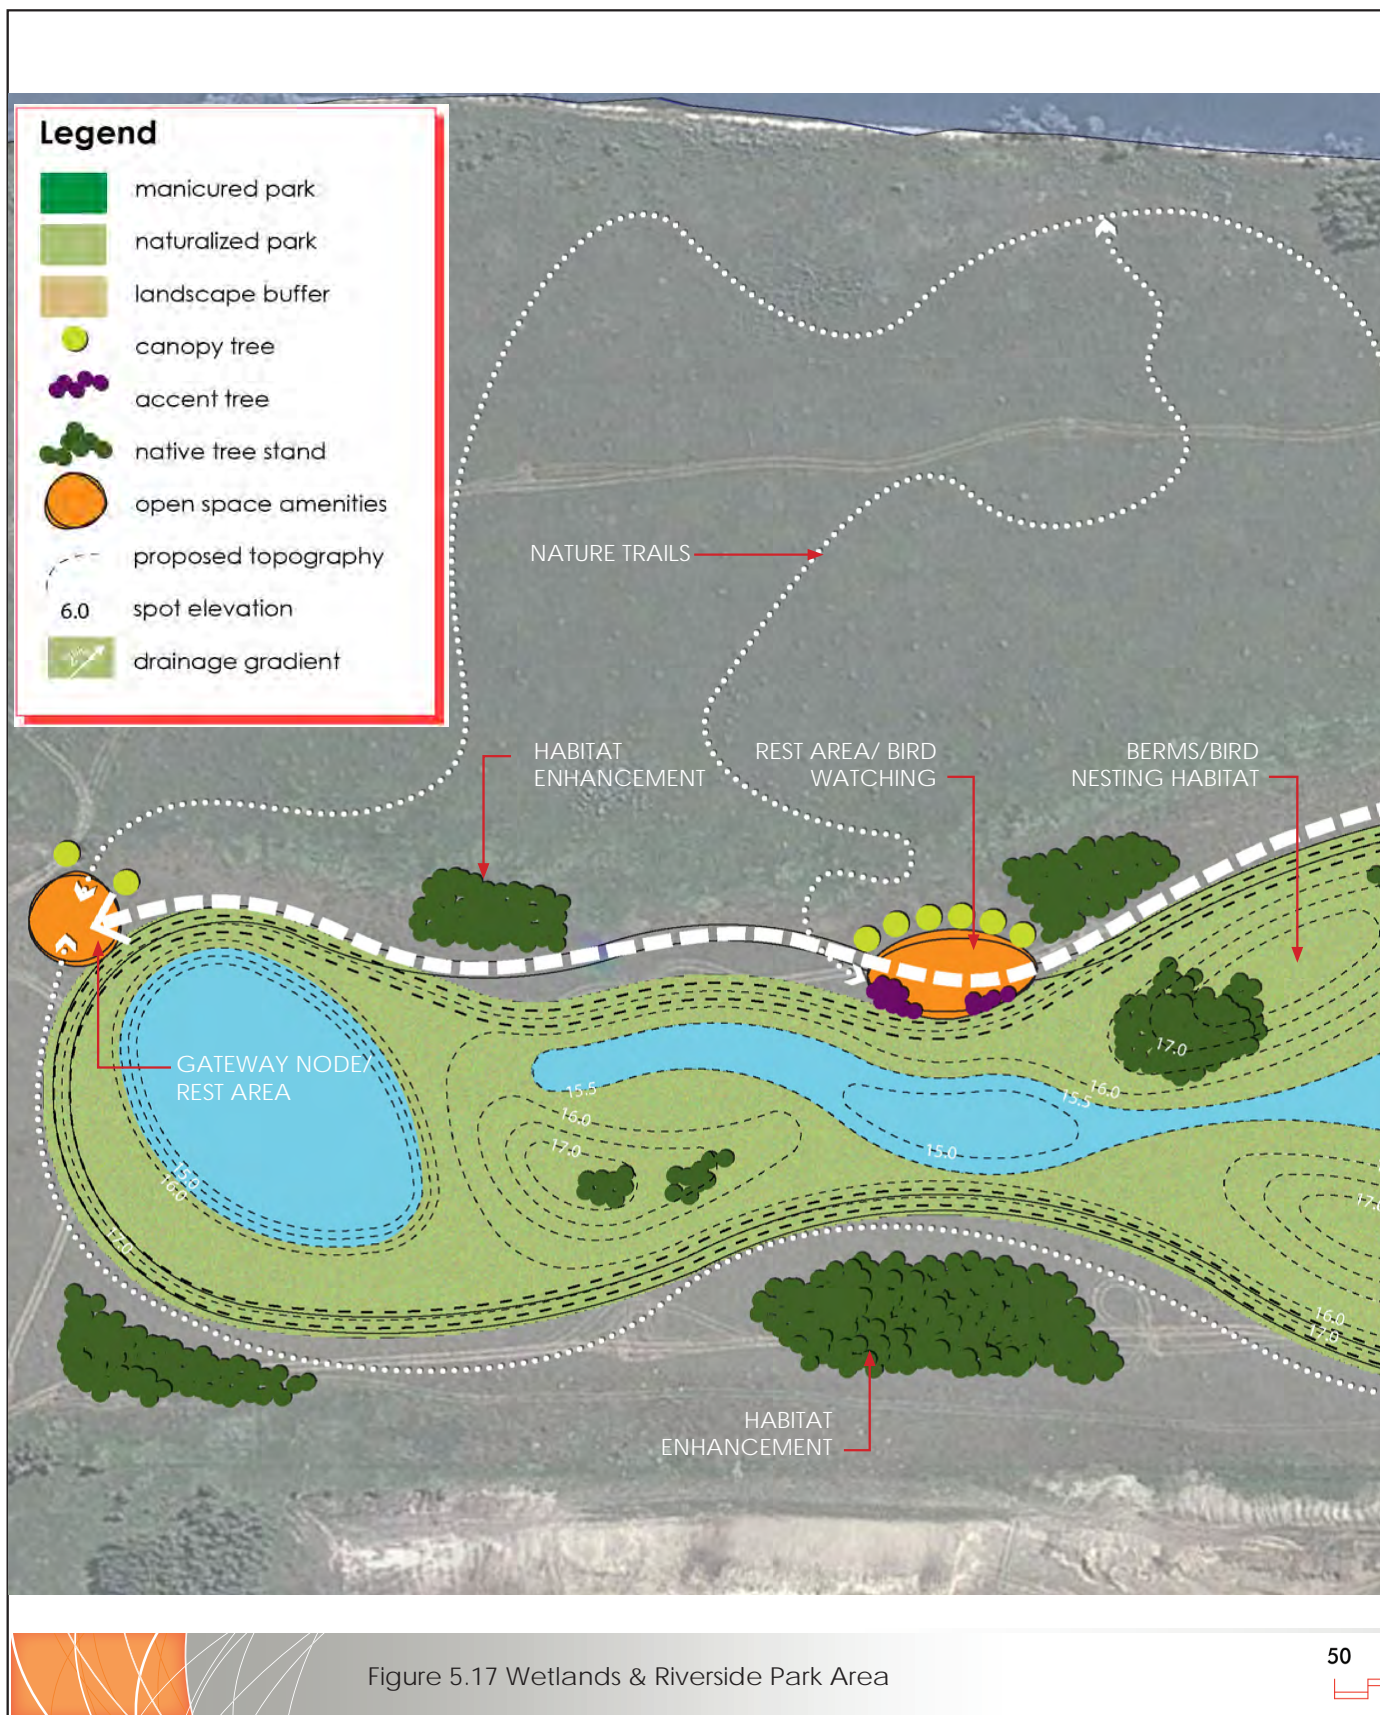 Legend
manicured park
naturalized park
landscape buffer
canopy tree
accent tree
native tree stand
open space amenities
proposed topography
6.0 spot elevation
drainage gradient
NATURE TRAILS
HABITAT
ENHANCEMENT
REST AREA/ BIRD
WATCHING
BERMS/BIRD
NESTING HABITAT
GATEWAY NODE/
REST AREA
15.0
16.0
17.0
15.5
16.0
17.0
15.0
15.5
16.0
17.0
17.0
16.0
17.0
HABITAT
ENHANCEMENT
Figure 5.17 Wetlands & Riverside Park Area
50